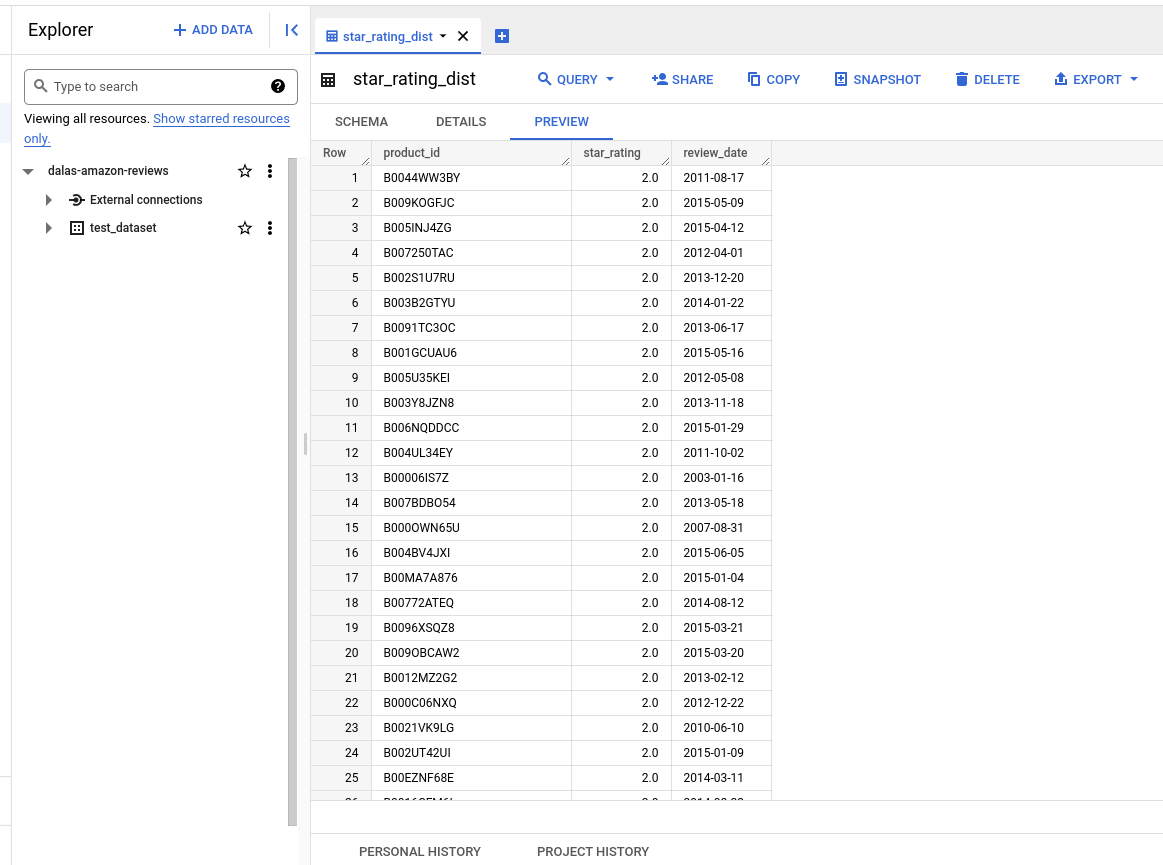 Explorer
ADD DATA
Type to search
Viewing all resources. Show starred resources
only.
dalas-amazon-reviews
External connections
test_dataset
star_rating_dist
star_rating_dist
QUERY
SHARE
COPY
SNAPSHOT
DELETE
EXPORT
SCHEMA DETAILS PREVIEW
Row product_id star_rating review_date
1 B0044WW3BY 2.0 2011-08-17
2 B009KOGFJC 2.0 2015-05-09
3 B005INJ4ZG 2.0 2015-04-12
4 B007250TAC 2.0 2012-04-01
5 B002S1U7RU 2.0 2013-12-20
6 B003B2GTYU 2.0 2014-01-22
7 B0091TC3OC 2.0 2013-06-17
8 B001GCUAU6 2.0 2015-05-16
9 B005U35KEI 2.0 2012-05-08
10 B003Y8JZN8 2.0 2013-11-18
11 B006NQDDCC 2.0 2015-01-29
12 B004UL34EY 2.0 2011-10-02
13 B00006IS7Z 2.0 2003-01-16
14 B007BDBO54 2.0 2013-05-18
15 B000OWN65U 2.0 2007-08-31
16 B004BV4JXI 2.0 2015-06-05
17 B00MA7A876 2.0 2015-01-04
18 B00772ATEQ 2.0 2014-08-12
19 B0096XSQZ8 2.0 2015-03-21
20 B009OBCAW2 2.0 2015-03-20
21 B0012MZ2G2 2.0 2013-02-12
22 B000C06NXQ 2.0 2012-12-22
23 B0021VK9LG 2.0 2010-06-10
24 B002UT42UI 2.0 2015-01-09
25 B00EZNF68E 2.0 2014-03-11
PERSONAL HISTORY PROJECT HISTORY